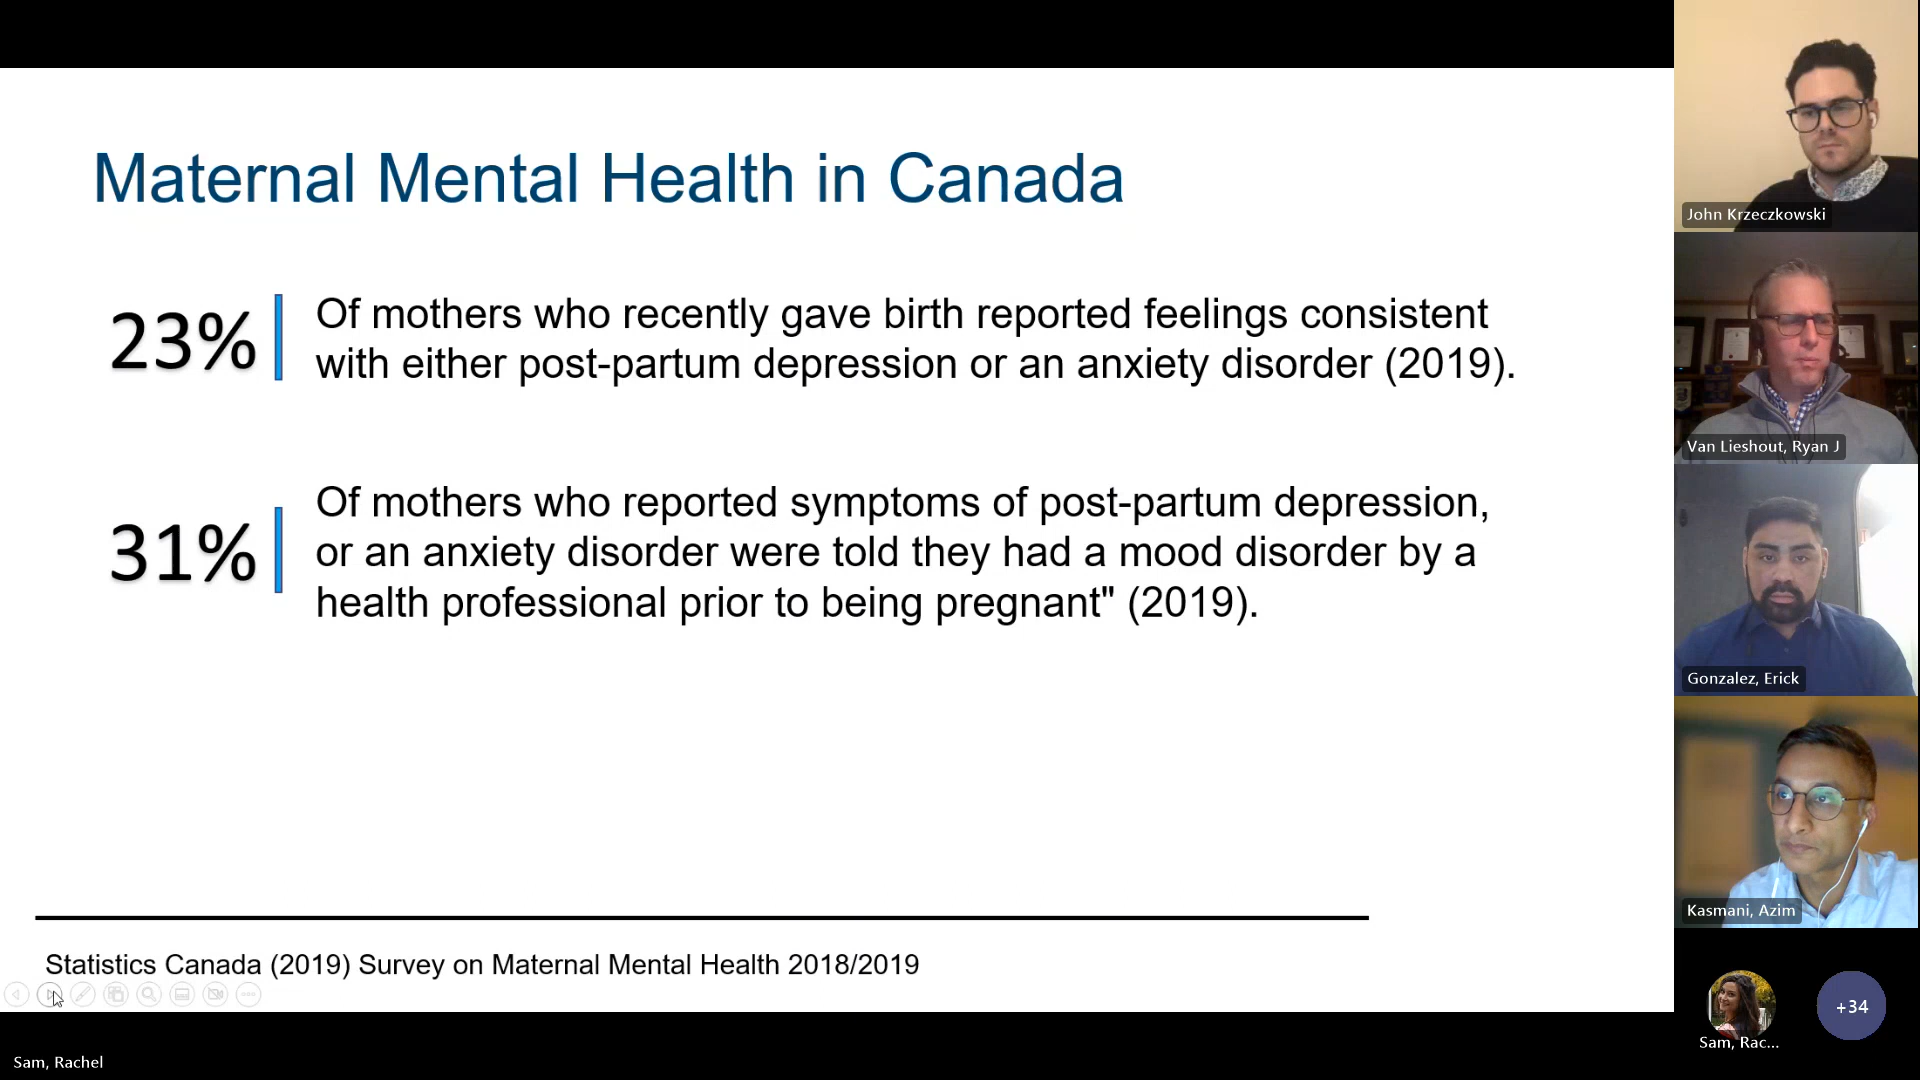 Maternal Mental Health in Canada
23%
Of mothers who recently gave birth reported feelings consistent
with either post-partum depression or an anxiety disorder (2019).
31%
Of mothers who reported symptoms of post-partum depression,
or an anxiety disorder were told they had a mood disorder by a
health professional prior to being pregnant" (2019).
Statistics Canada (2019) Survey on Maternal Mental Health 2018/2019
Sam, Rachel
John Krzeczkowski
Van Lieshout, Ryan J
Gonzalez, Erick
Kasmani, Azim
Sam, Rac...
+34